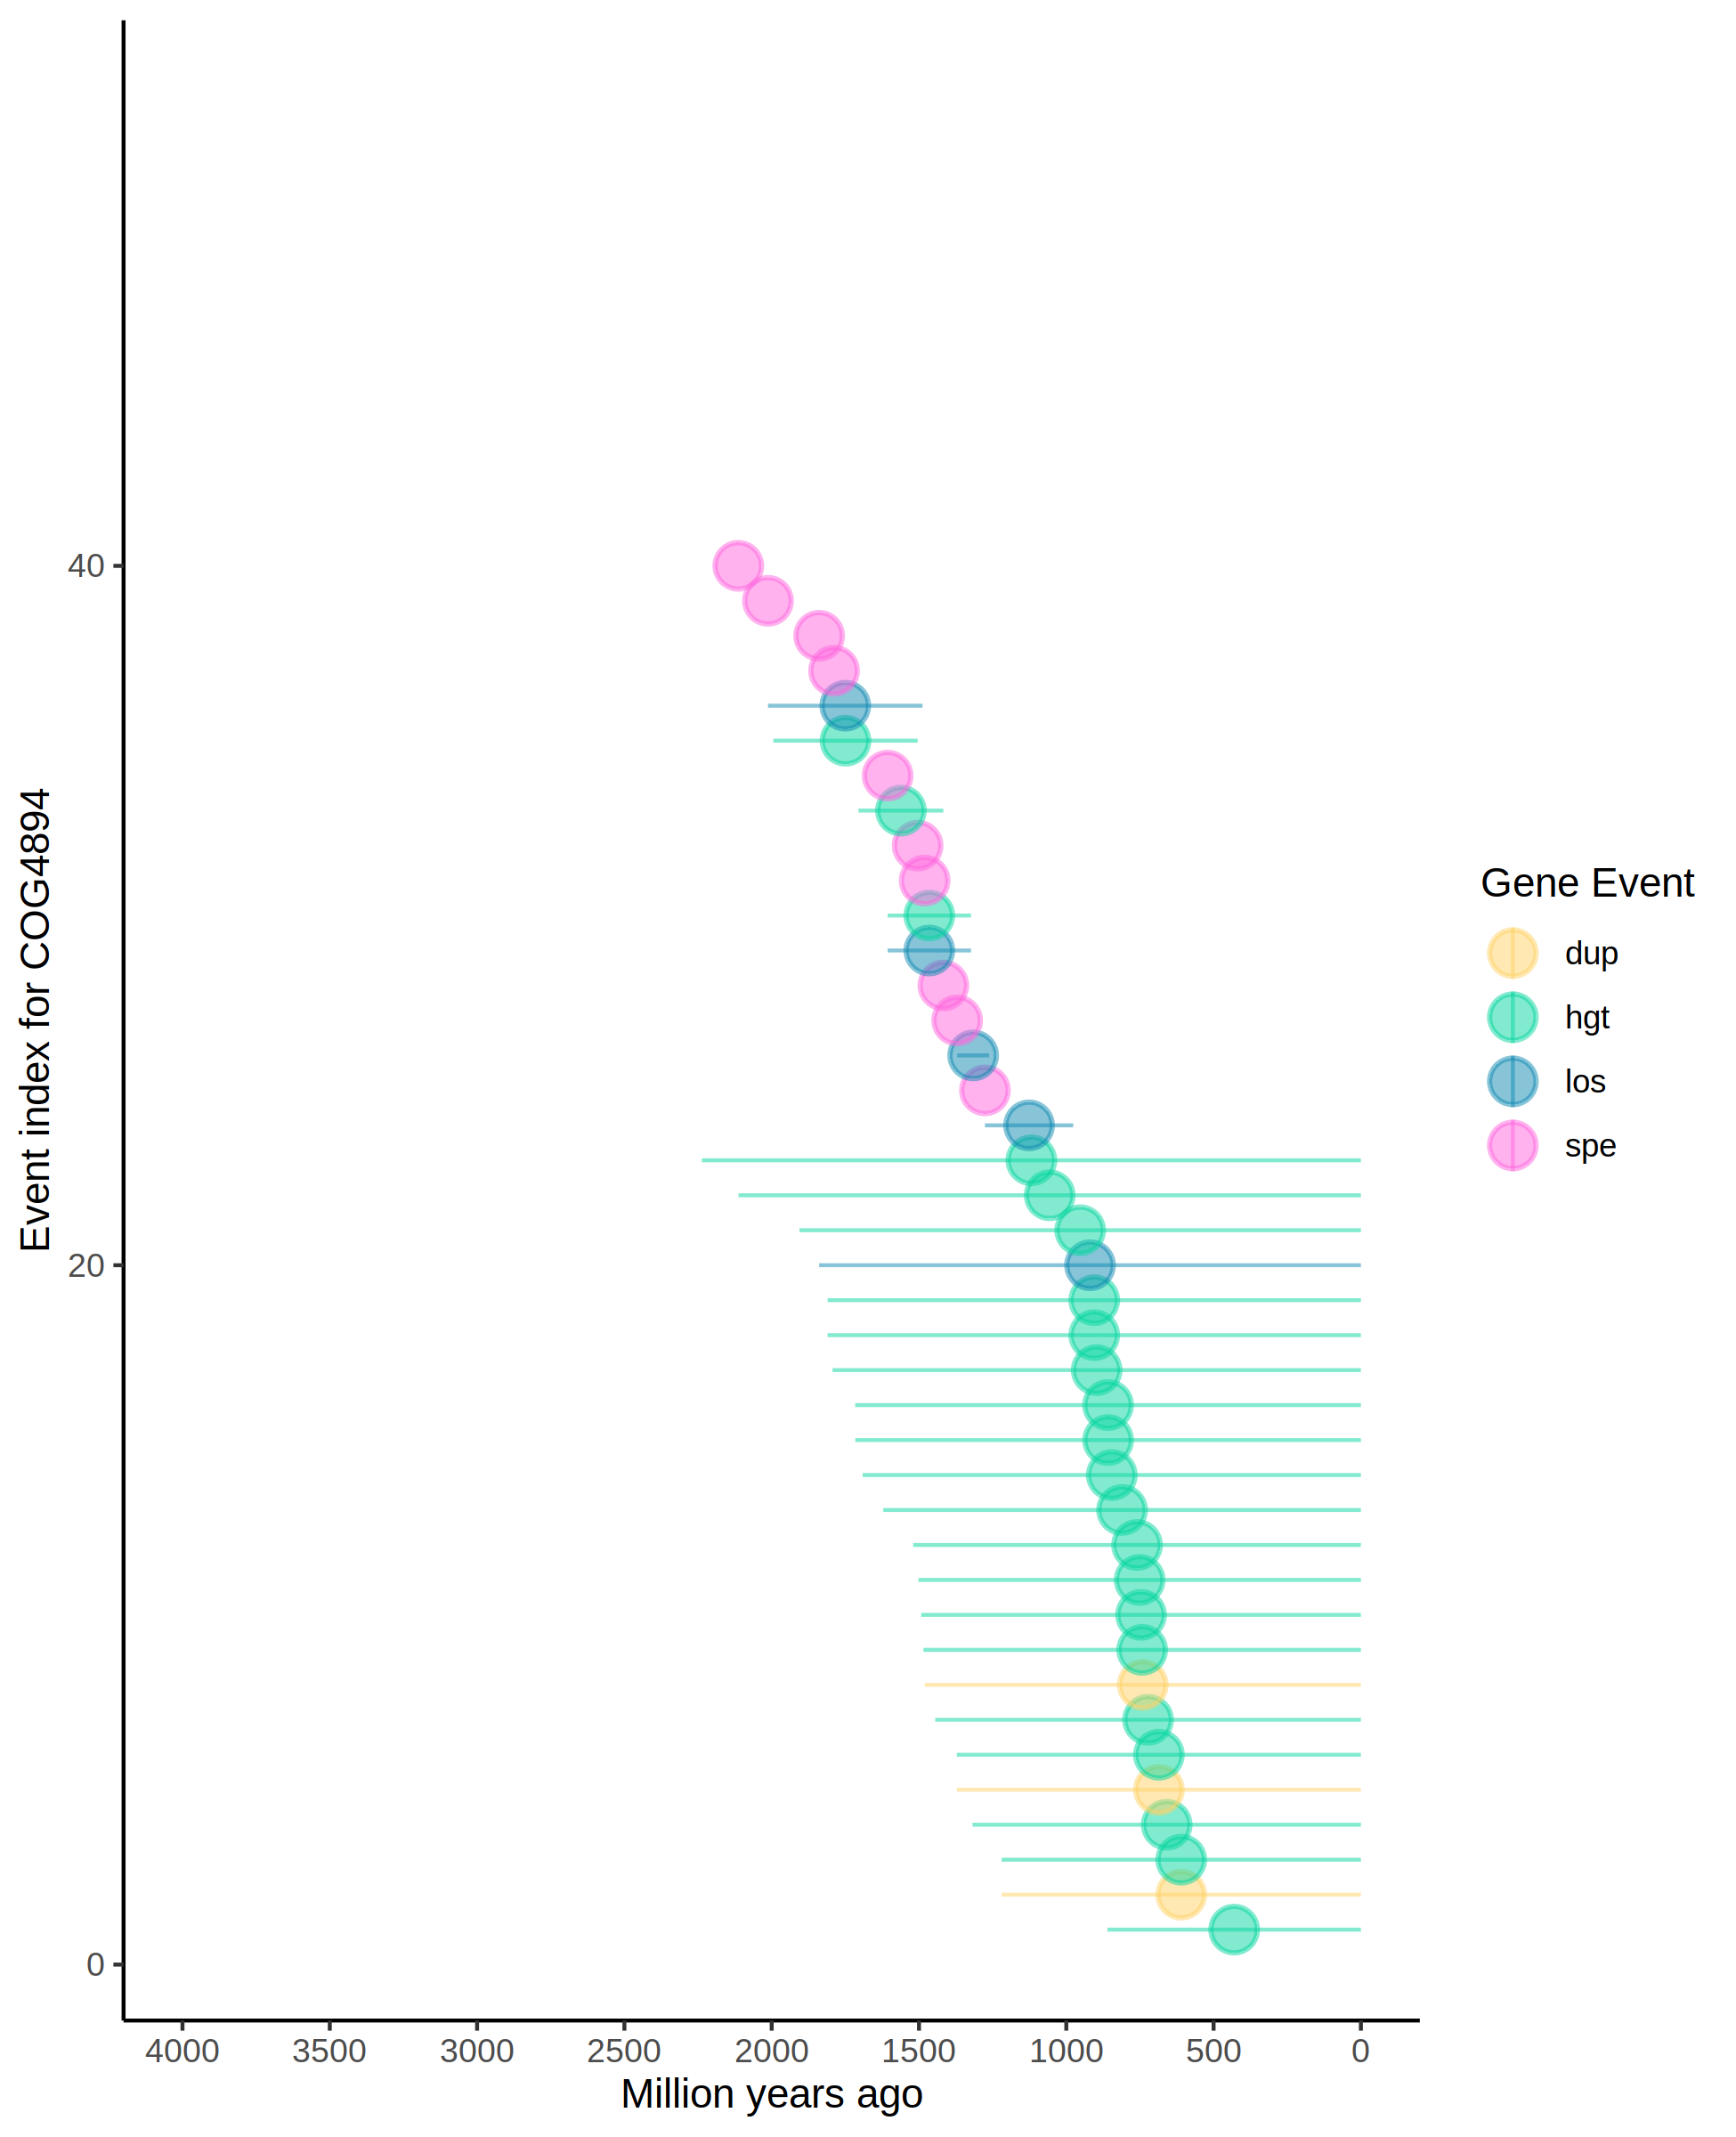 Event index for COG4894
40
20
0
4000 3500 3000 2500 2000 1500 1000 500 0
Million years ago
Gene Event
dup
hgt
los
spe